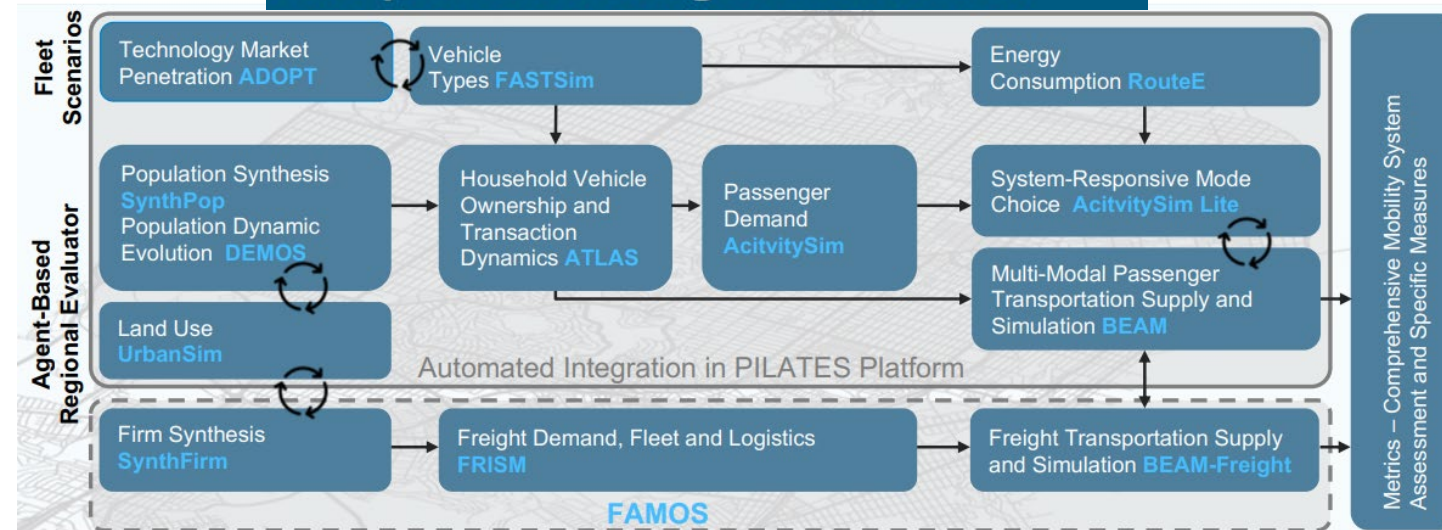 Fleet
Scenarios
Technology Market
Penetration ADOPT
Vehicle
Types FASTSim
Energy
Consumption RouteE
Agent-Based
Regional Evaluator
Population Synthesis
SynthPop
Population Dynamic
Evolution DEMOS
Household Vehicle
Ownership and
Transaction
Dynamics ATLAS
Passenger
Demand
AcitvitySim
System-Responsive Mode
Choice AcitvitySim Lite
Multi-Modal Passenger
Transportation Supply and
Simulation BEAM
Land Use
UrbanSim
Automated Integration in PILATES Platform
Firm Synthesis
SynthFirm
Freight Demand, Fleet and Logistics
FRISM
Freight Transportation Supply
and Simulation BEAM-Freight
FAMOS
Metrics – Comprehensive Mobility System
Assessment and Specific Measures